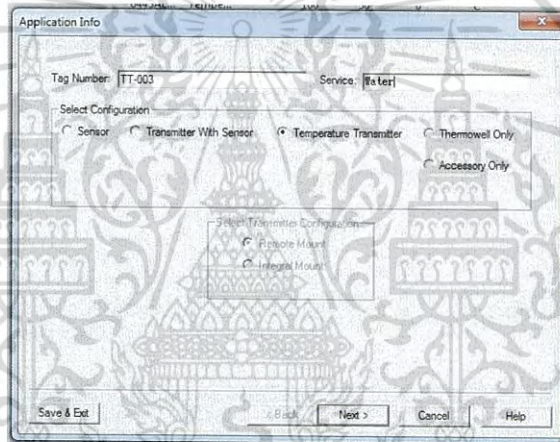 Application Info
Tag Number: TT-003 Service: Water
Select Configuration
Sensor Transmitter With Sensor Temperature Transmitter Thermowell Only
Accessory Only
Select Transmitter Configuration
Remote Mount
Integral Mount
Save & Exit < Back Next > Cancel Help